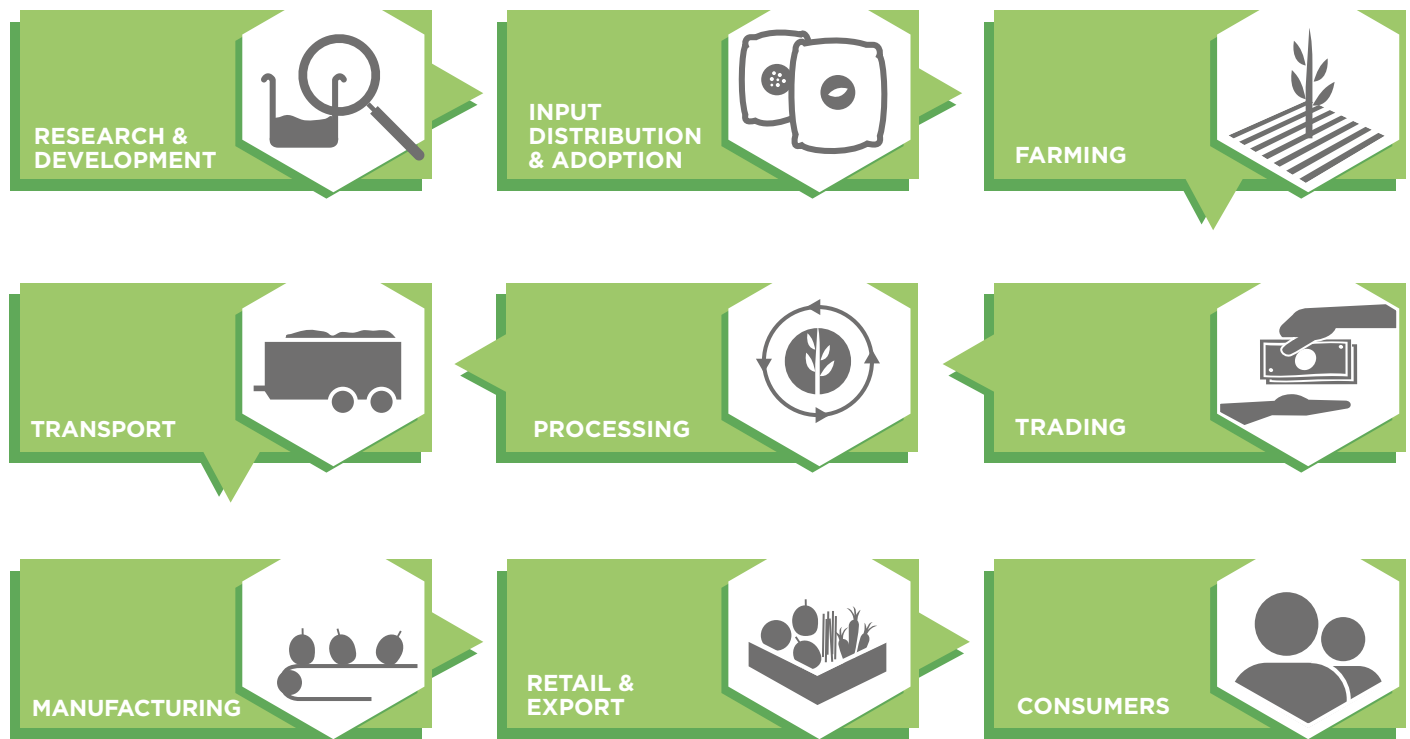 RESEARCH &
DEVELOPMENT
INPUT
DISTRIBUTION
& ADOPTION
FARMING
TRANSPORT
PROCESSING
TRADING
MANUFACTURING
RETAIL &
EXPORT
CONSUMERS